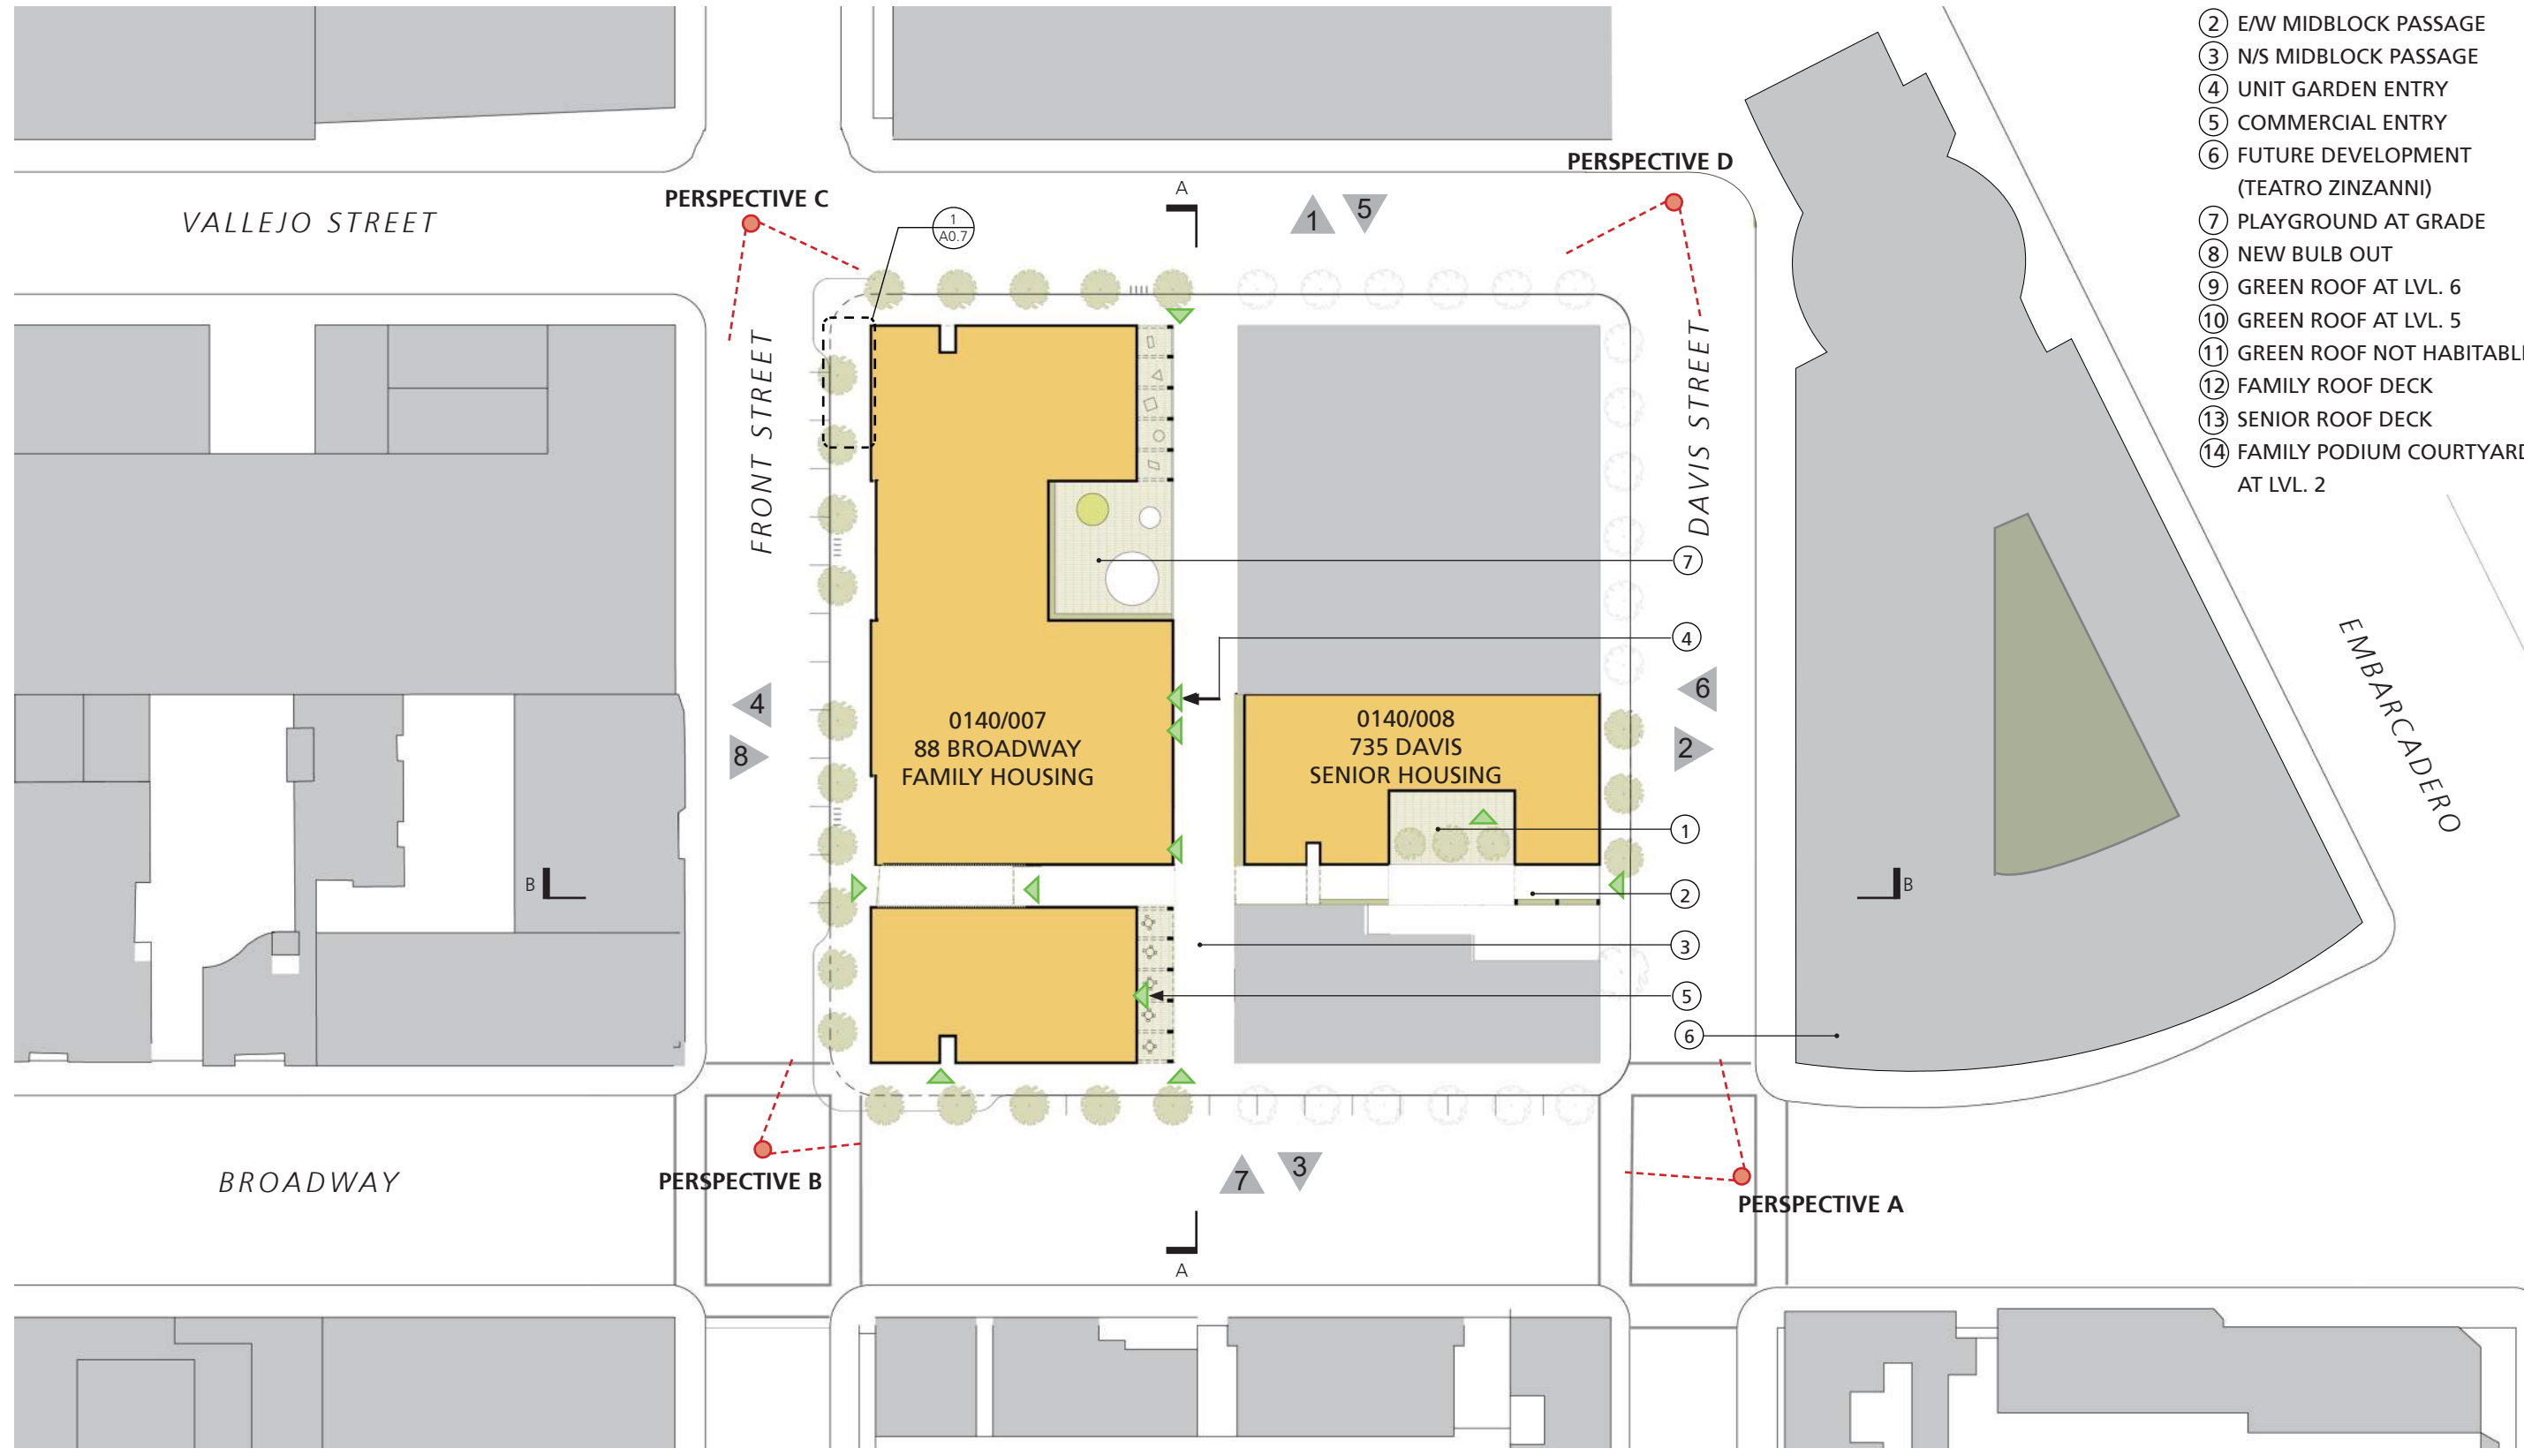 2 E/W MIDBLOCK PASSAGE
3 N/S MIDBLOCK PASSAGE
4 UNIT GARDEN ENTRY
5 COMMERCIAL ENTRY
6 FUTURE DEVELOPMENT
(TEATRO ZINZANNI)
7 PLAYGROUND AT GRADE
8 NEW BULB OUT
9 GREEN ROOF AT LVL. 6
10 GREEN ROOF AT LVL. 5
11 GREEN ROOF NOT HABITABL
12 FAMILY ROOF DECK
13 SENIOR ROOF DECK
14 FAMILY PODIUM COURTYARD
AT LVL. 2
PERSPECTIVE D
PERSPECTIVE C
A
VALLEJO STREET
1
A0.7
1
5
FRONT STREET
DAVIS STREET
7
4
EMBARCADERO
4
8
0140/007
88 BROADWAY
FAMILY HOUSING
0140/008
735 DAVIS
SENIOR HOUSING
6
2
1
B
B
2
3
5
6
BROADWAY
PERSPECTIVE B
7
3
PERSPECTIVE A
A